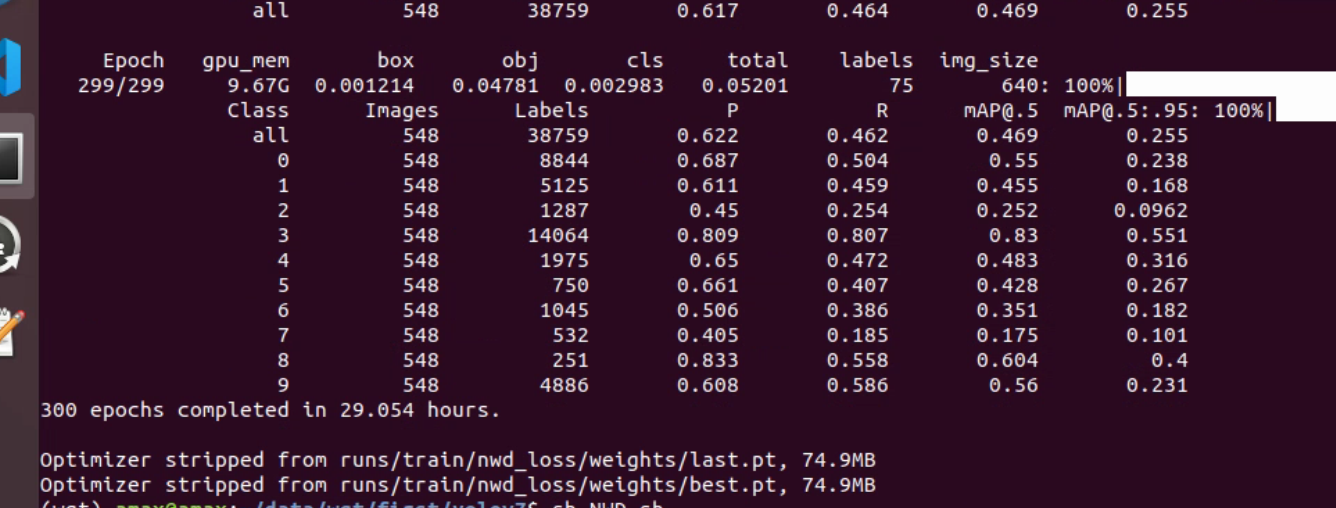 all 548 38759 0.617 0.464 0.469 0.255
Epoch gpu_mem box obj cls total labels img_size
299/299 9.67G 0.001214 0.04781 0.002983 0.05201 75 640: 100%|
Class Images Labels P R mAP@.5 mAP@.5:.95: 100%|
all 548 38759 0.622 0.462 0.469 0.255
0 548 8844 0.687 0.504 0.55 0.238
1 548 5125 0.611 0.459 0.455 0.168
2 548 1287 0.45 0.254 0.252 0.0962
3 548 14064 0.809 0.807 0.83 0.551
4 548 1975 0.65 0.472 0.483 0.316
5 548 750 0.661 0.407 0.428 0.267
6 548 1045 0.506 0.386 0.351 0.182
7 548 532 0.405 0.185 0.175 0.101
8 548 251 0.833 0.558 0.604 0.4
9 548 4886 0.608 0.586 0.56 0.231
300 epochs completed in 29.054 hours.
Optimizer stripped from runs/train/nwd_loss/weights/last.pt, 74.9MB
Optimizer stripped from runs/train/nwd_loss/weights/best.pt, 74.9MB